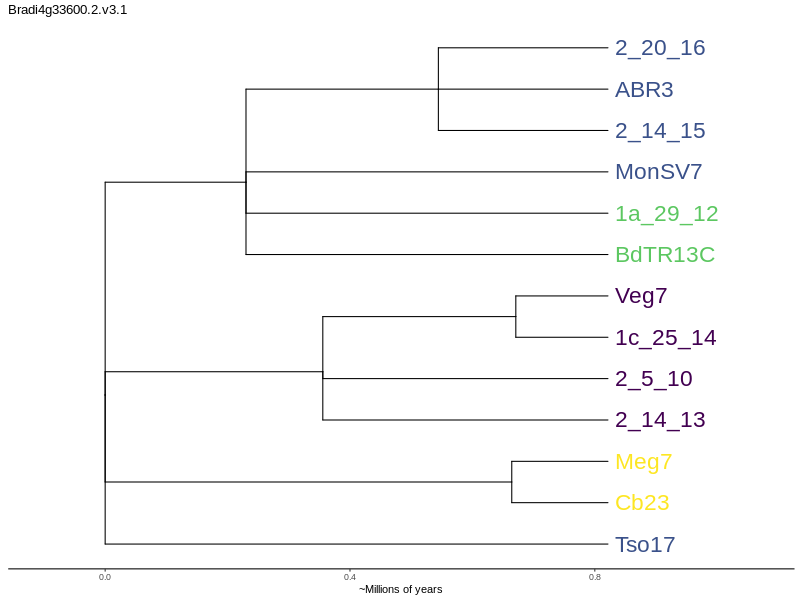 Bradi4g33600.2.v3.1
2_20_16
ABR3
2_14_15
MonSV7
1a_29_12
BdTR13C
Veg7
1c_25_14
2_5_10
2_14_13
Meg7
Cb23
Tso17
0.0 0.4 0.8
~Millions of years